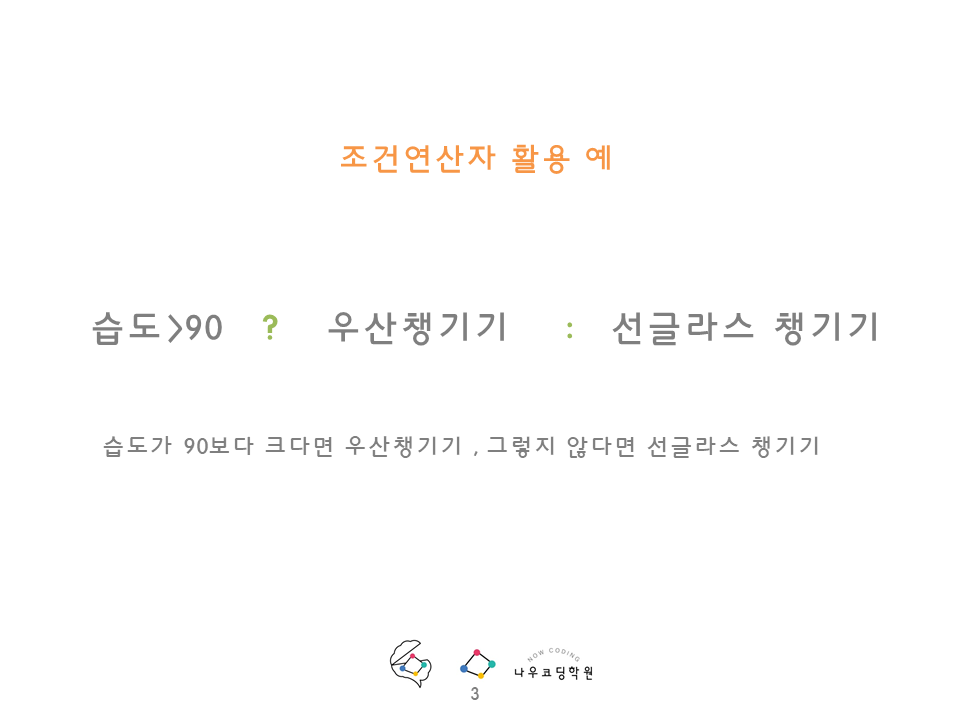 조건연산자 활용 예
습도>90 ? 우산챙기기 : 선글라스 챙기기
습도가 90보다 크다면 우산챙기기 , 그렇지 않다면 선글라스 챙기기
NOW CODING
나우코딩학원
3